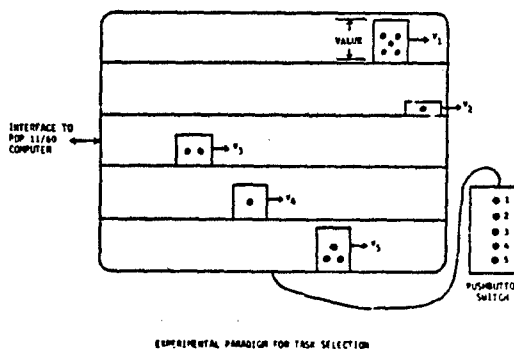 VALUE
V1
V2
INTERFACE TO
PDP 11/60
COMPUTER
V3
V4
V5
1
2
3
4
5
PUSHBUTTON
SWITCH
EXPERIMENTAL PARADIGM FOR TASK SELECTION